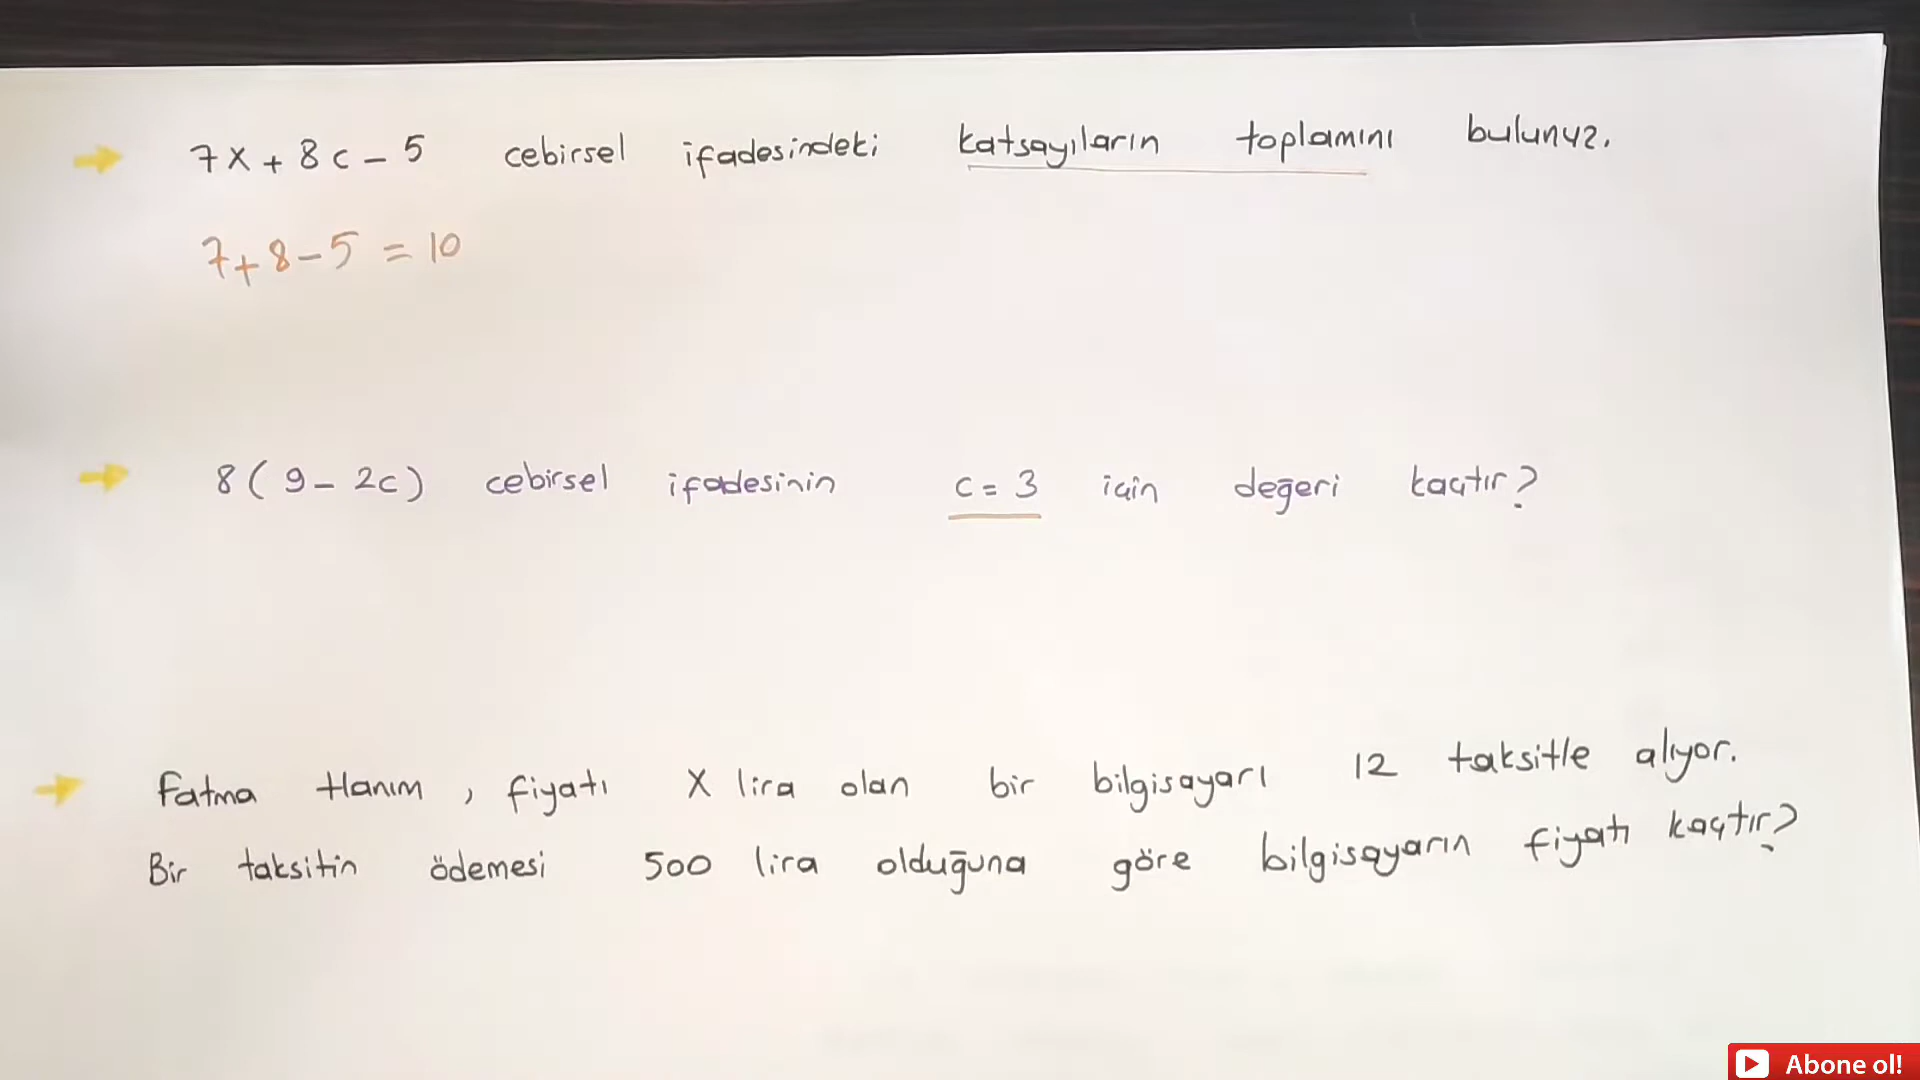 7x + 8c - 5 cebirsel ifadesindeki katsayıların toplamını bulunuz.
7+8-5 = 10
8(9-2c) cebirsel ifadesinin c = 3 için değeri kaçtır?
Fatma Hanım, fiyatı X lira olan bir bilgisayarı 12 taksitle alıyor.
Bir taksitin ödemesi 500 lira olduğuna göre bilgisayarın fiyatı kaçtır?
Abone ol!